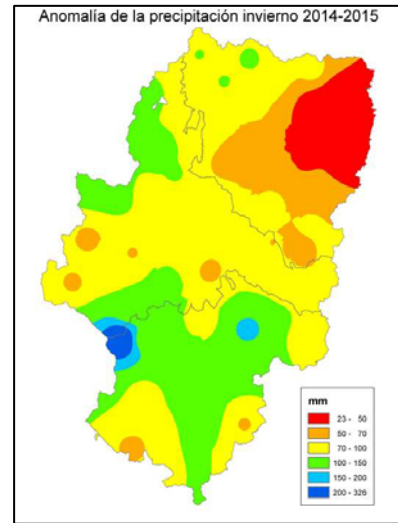 Anomalía de la precipitación invierno 2014-2015
mm
23 - 50
50 - 70
70 - 100
100 - 150
150 - 200
200 - 326